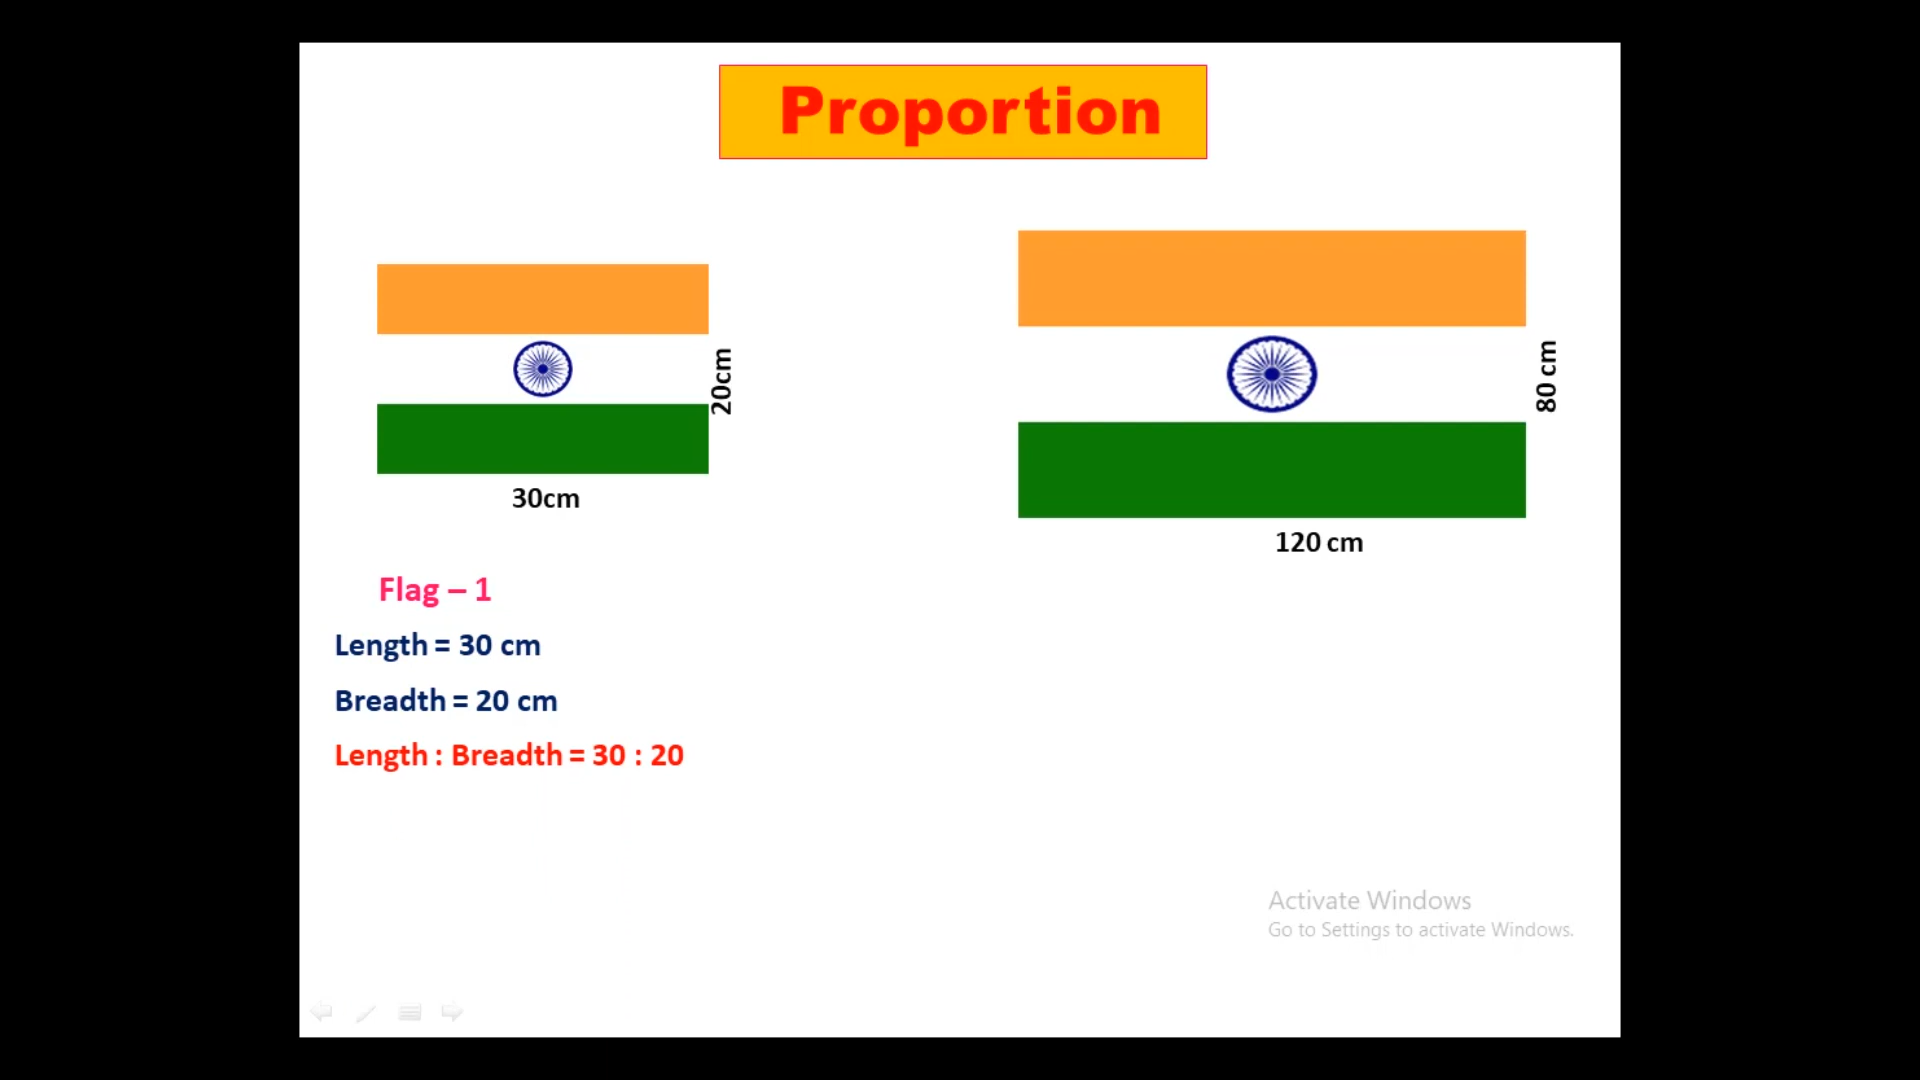 Proportion
20cm
80 cm
30cm
120 cm
Flag – 1
Length = 30 cm
Breadth = 20 cm
Length : Breadth = 30 : 20
Activate Windows
Go to Settings to activate Windows.